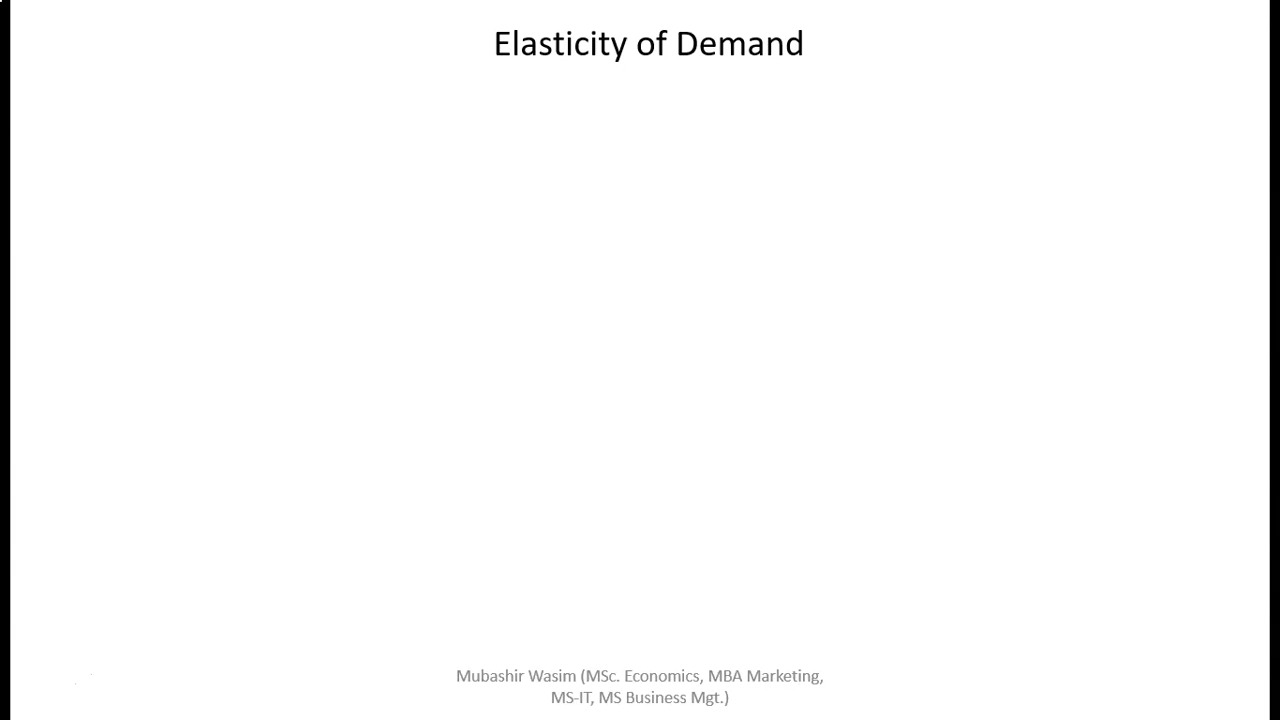 Elasticity of Demand
Mubashir Wasim (MSc. Economics, MBA Marketing,
MS-IT, MS Business Mgt.)